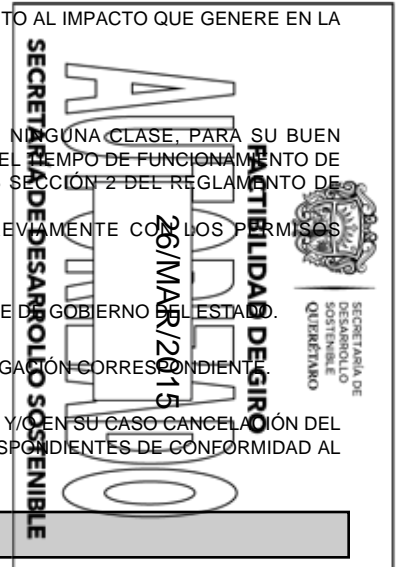 TO AL IMPACTO QUE GENERE EN LA
NINGUNA CLASE, PARA SU BUEN
EL TIEMPO DE FUNCIONAMIENTO DE
SECCIÓN 2 DEL REGLAMENTO DE
EVIAMENTE CON LOS PERMISOS
E DE GOBIERNO DEL ESTADO.
GACIÓN CORRESPONDIENTE.
Y/O EN SU CASO CANCELACIÓN DEL
SPONDIENTES DE CONFORMIDAD AL
SECRETARÍA DE
DESARROLLO
SOSTENIBLE
QUERÉTARO
FACTIBILIDAD DE GIRO
26/MAR/2015
AUTORIZADO
SECRETARÍA DE DESARROLLO SOSTENIBLE